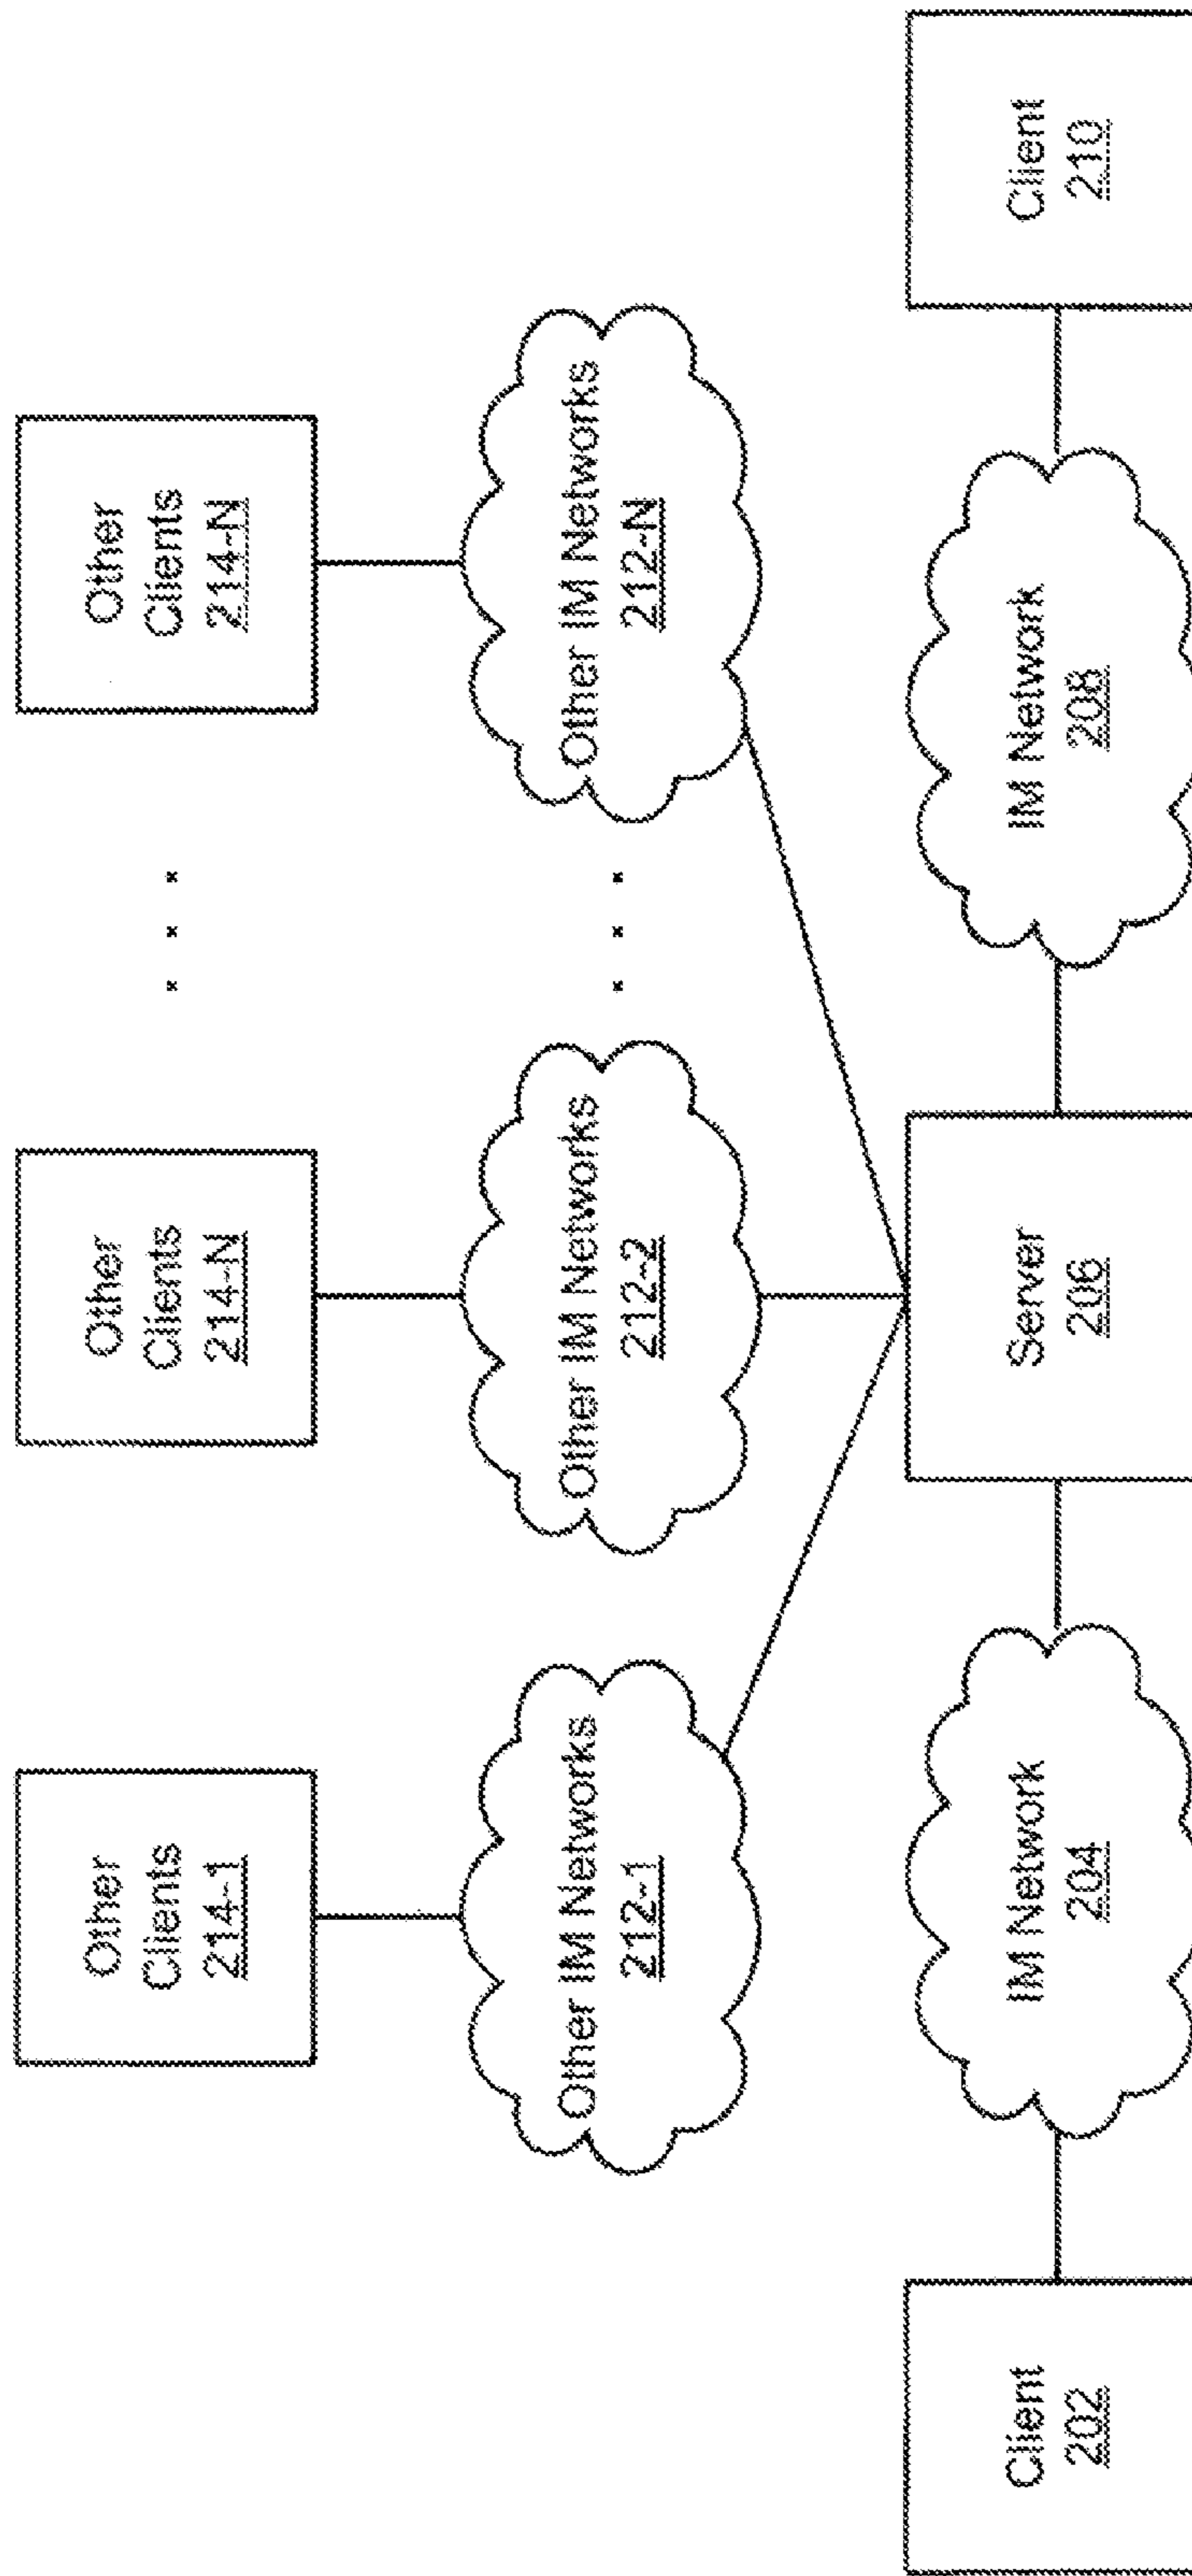 Other
Clients
214-1
Other
Clients
214-N
Other
Clients
214-N
. . .
Other IM Networks
212-1
Other IM Networks
212-2
. . .
Other IM Networks
212-N
Client
202
IM Network
204
Server
206
IM Network
208
Client
210